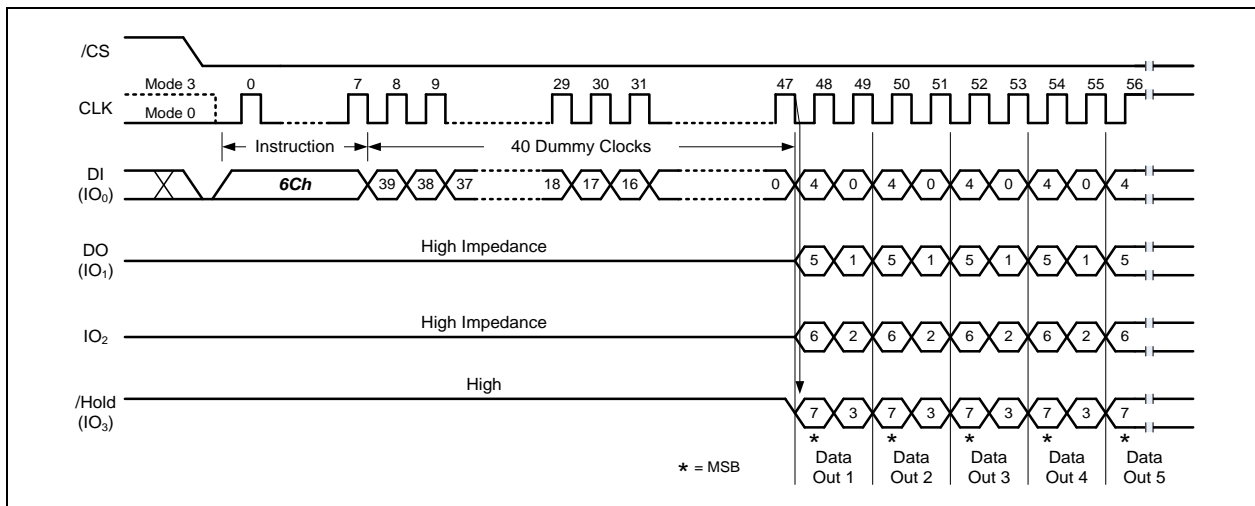 /CS
Mode 3 0 7 8 9 29 30 31 47 48 49 50 51 52 53 54 55 56
CLK
Mode 0
Instruction 40 Dummy Clocks
DI
(IO0)
6Ch 39 38 37 18 17 16 0 4 0 4 0 4 0 4 0 4
High Impedance
DO
(IO1)
5 1 5 1 5 1 5 1 5
High Impedance
IO2 6 2 6 2 6 2 6 2 6
High
/Hold
(IO3)
7 3 7 3 7 3 7 3 7
* * * * *
* = MSB
Data Data Data Data Data
Out 1 Out 2 Out 3 Out 4 Out 5